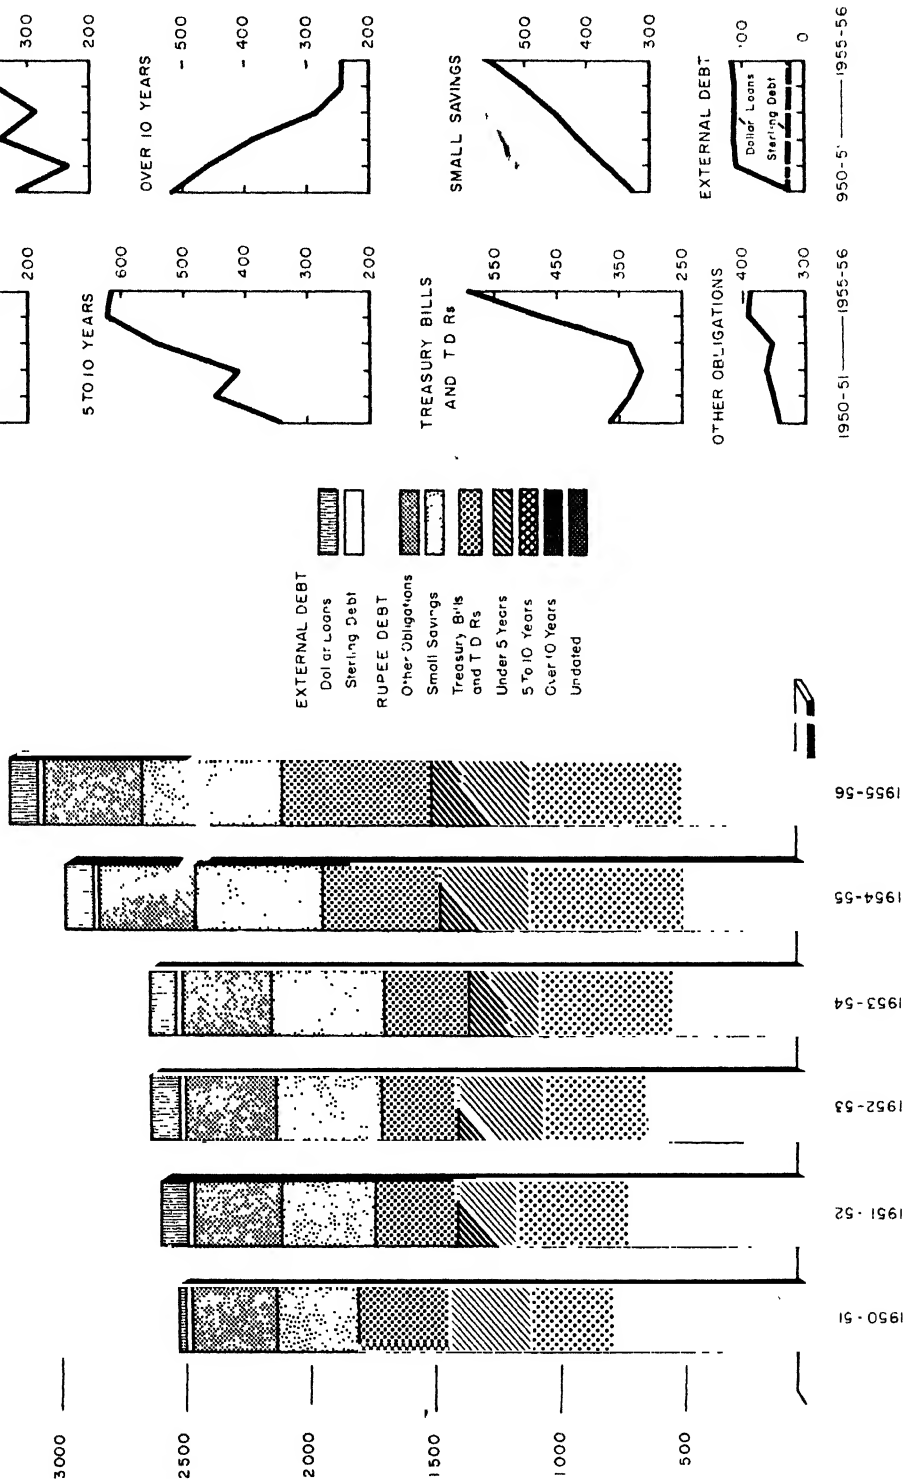 300
200
OVER 10 YEARS
500
400
300
200
SMALL SAVINGS
500
400
300
EXTERNAL DEBT
100
0
Dollar Loans
Sterling Debt
1955-56
200
5 TO 10 YEARS
600
500
400
300
200
TREASURY BILLS
AND T D Rs
550
450
350
250
OTHER OBLIGATIONS
400
300
1950-51
1955-56
EXTERNAL DEBT
Dollar Loans
Sterling Debt
RUPEE DEBT
Other Obligations
Small Savings
Treasury Bills
and T D Rs
Under 5 Years
5 To 10 Years
Over 10 Years
Undated
3000
2500
2000
1500
1000
500
1950-51
1951-52
1952-53
1953-54
1954-55
1955-56